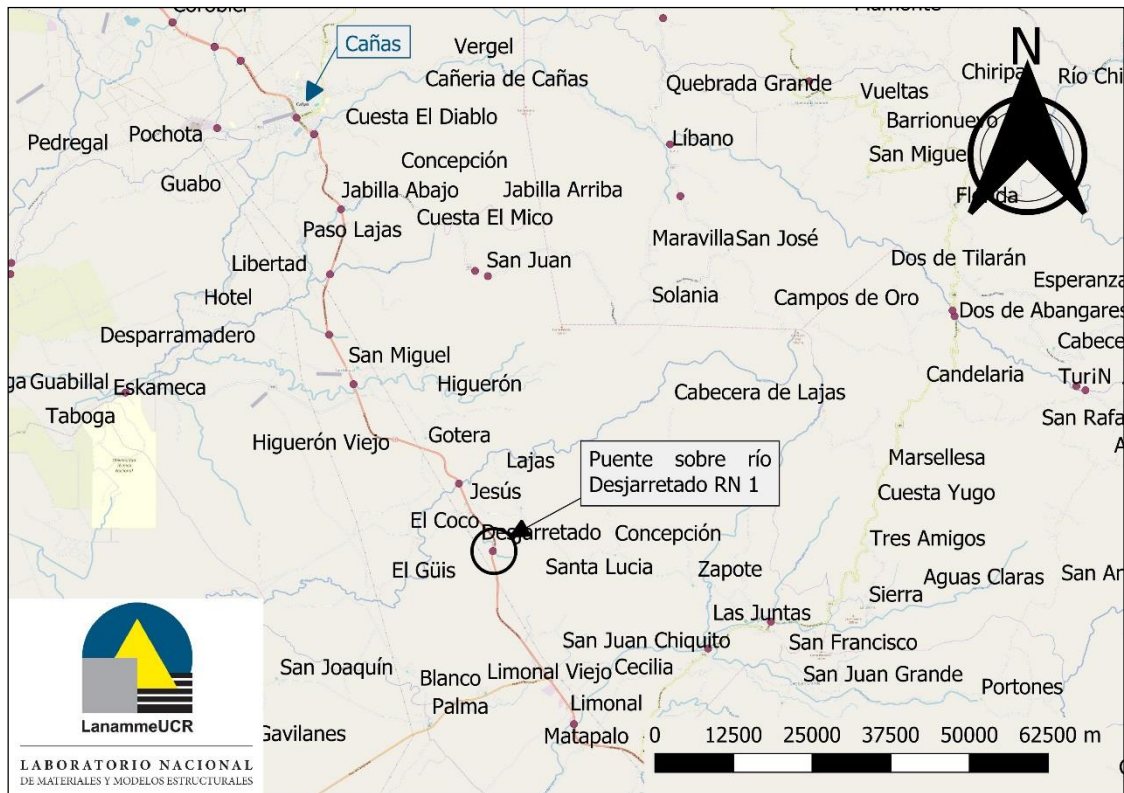 N
Cañas
Vergel
Cañeria de Cañas
Quebrada Grande
Chiripa
Río Chi
Vueltas
Barrionuevo
Pedregal
Pochota
Cuesta El Diablo
Líbano
San Miguel
Concepción
Guabo
Jabilla Abajo
Jabilla Arriba
Florida
Cuesta El Mico
Paso Lajas
Maravilla
San José
Libertad
San Juan
Dos de Tilarán
Esperanza
Hotel
Solania
Campos de Oro
Dos de Abangares
Desparramadero
Cabece
San Miguel
Guabillal
Eskameca
Higuerón
Cabecera de Lajas
Candelaria
TuriN
Taboga
San Rafa
Higuerón Viejo
Gotera
Lajas
Puente sobre río
Desjarretado RN 1
Marsellesa
Jesús
Cuesta Yugo
El Coco
Desjarretado
Concepción
Tres Amigos
El Güis
Santa Lucia
Zapote
Aguas Claras
San An
Sierra
Las Juntas
San Juan Chiquito
San Francisco
San Joaquín
Blanco
Limonal Viejo
Cecilia
San Juan Grande
Portones
Palma
Limonal
Gavilanes
Matapalo
0 12500 25000 37500 50000 62500 m
LanammeUCR
LABORATORIO NACIONAL
DE MATERIALES Y MODELOS ESTRUCTURALES